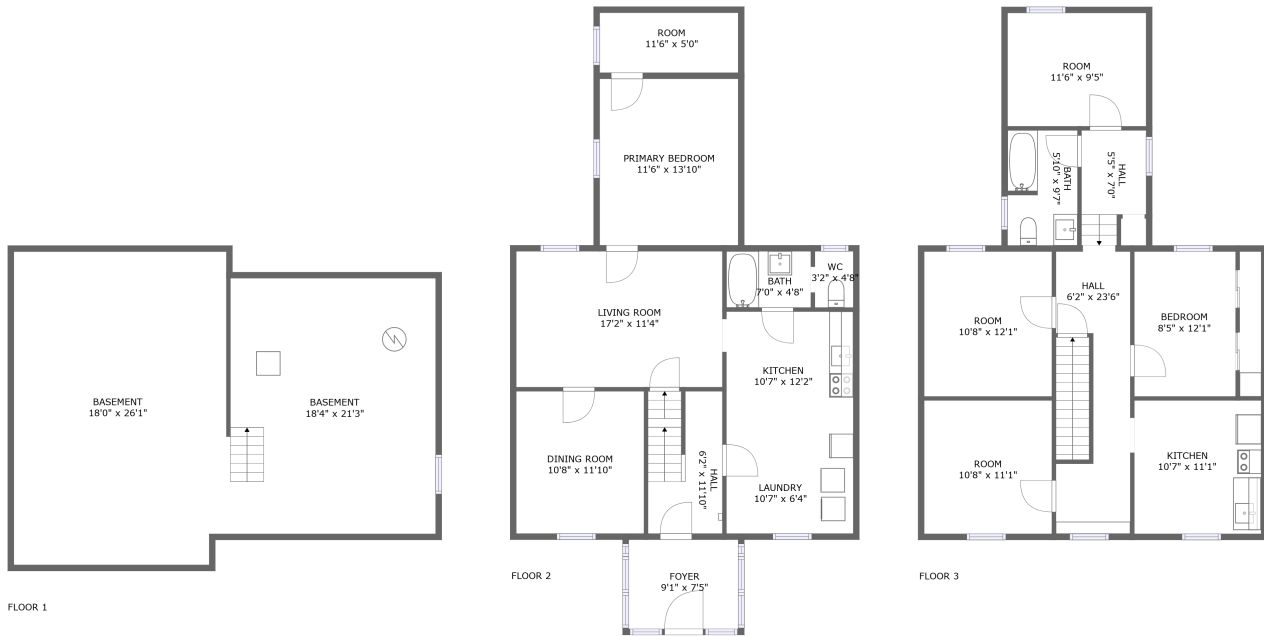 ROOM
11'6" x 5'0"
PRIMARY BEDROOM
11'6" x 13'10"
LIVING ROOM
17'2" x 11'4"
BATH
7'0" x 4'8"
WC
3'2" x 4'8"
KITCHEN
10'7" x 12'2"
DINING ROOM
10'8" x 11'10"
HALL
6'2" x 11'10"
LAUNDRY
10'7" x 6'4"
FOYER
9'1" x 7'5"
FLOOR 2
BASEMENT
18'0" x 26'1"
BASEMENT
18'4" x 21'3"
FLOOR 1
ROOM
11'6" x 9'5"
BATH
5'10" x 9'7"
HALL
5'5" x 7'0"
HALL
6'2" x 23'6"
ROOM
10'8" x 12'1"
BEDROOM
8'5" x 12'1"
ROOM
10'8" x 11'1"
KITCHEN
10'7" x 11'1"
FLOOR 3